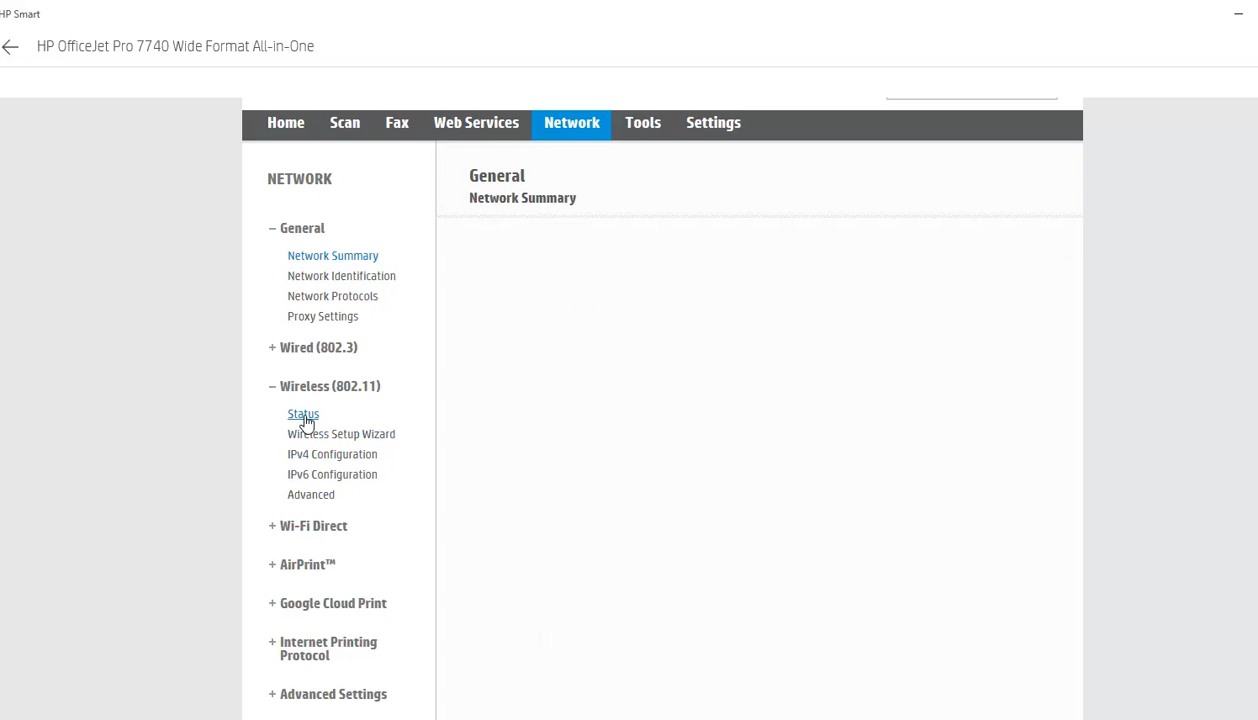 HP Smart
HP OfficeJet Pro 7740 Wide Format All-in-One
Home Scan Fax Web Services Network Tools Settings
NETWORK
General
Network Summary
– General
Network Summary
Network Identification
Network Protocols
Proxy Settings
+ Wired (802.3)
– Wireless (802.11)
Status
Wireless Setup Wizard
IPv4 Configuration
IPv6 Configuration
Advanced
+ Wi-Fi Direct
+ AirPrint™
+ Google Cloud Print
+ Internet Printing
Protocol
+ Advanced Settings